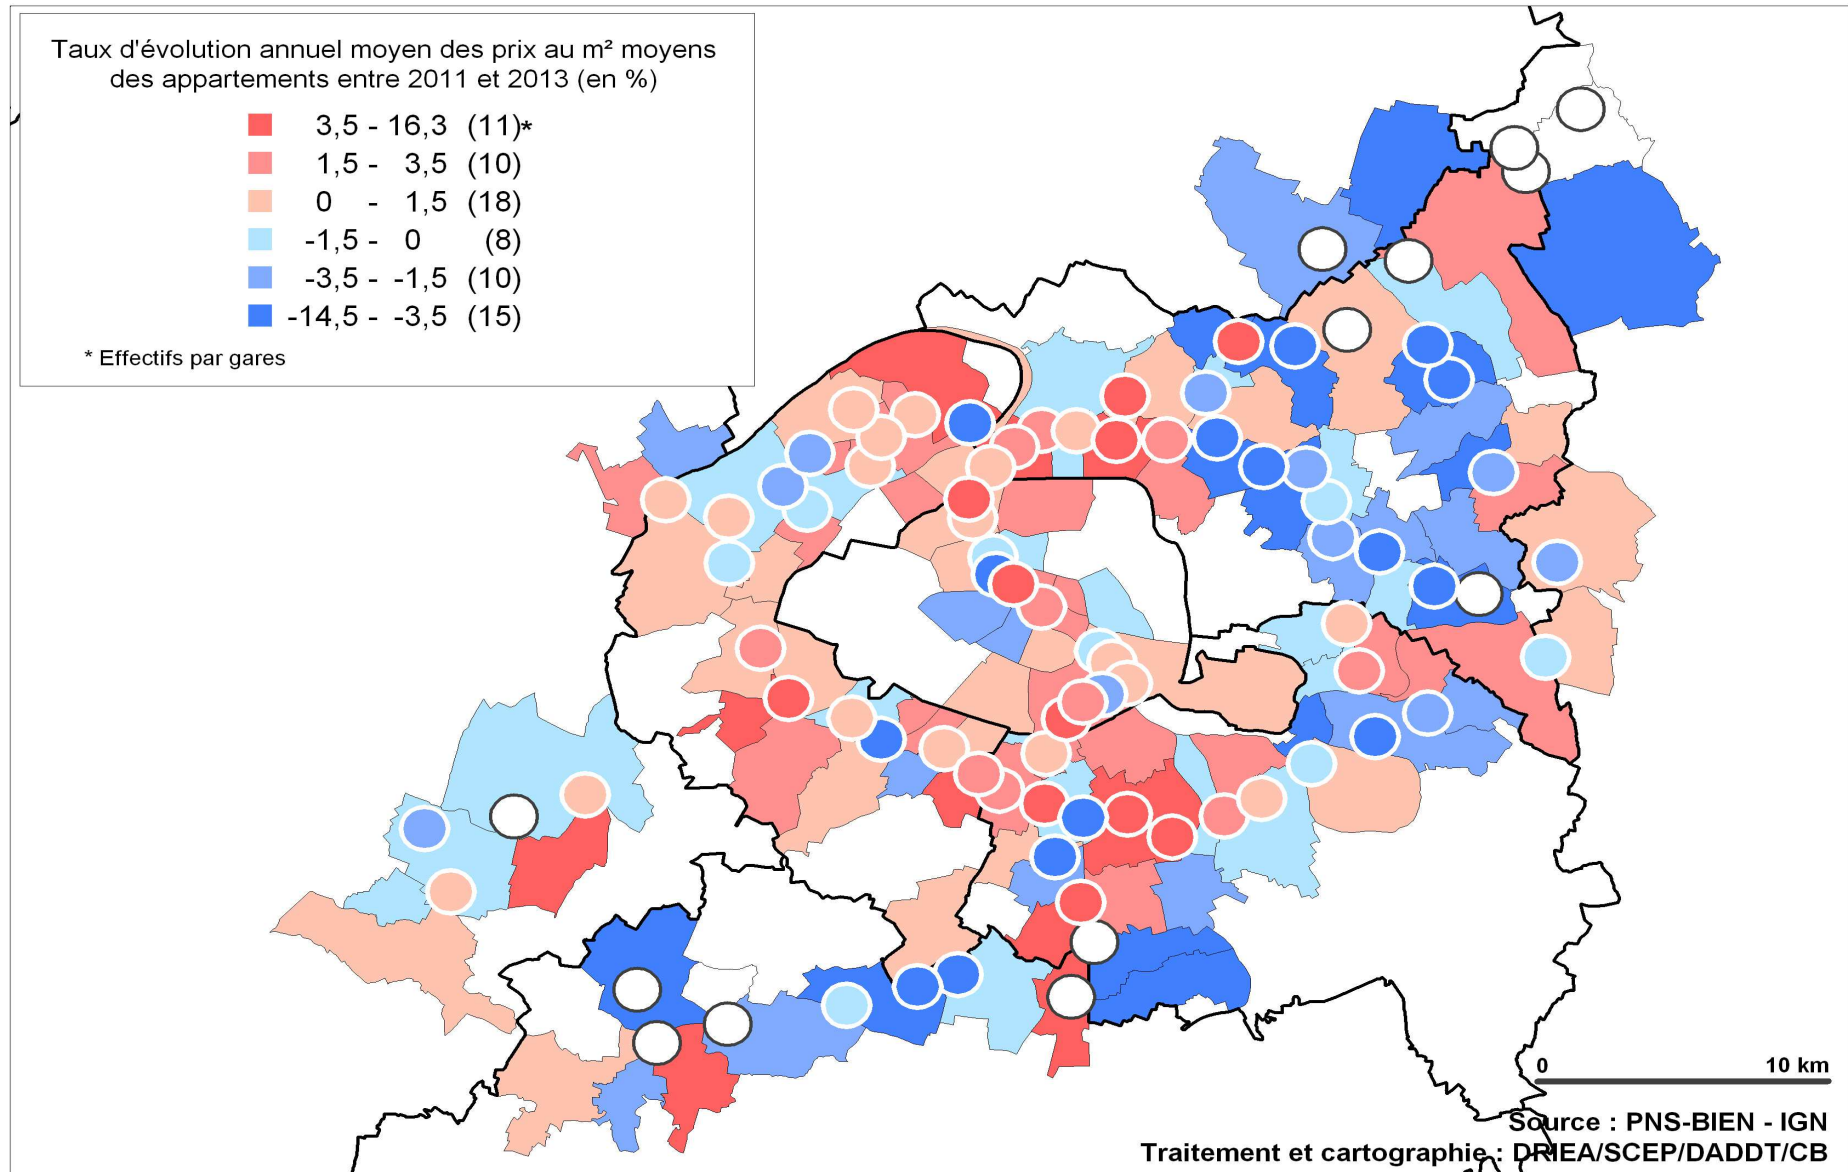 Taux d'évolution annuel moyen des prix au m² moyens
des appartements entre 2011 et 2013 (en %)
3,5 - 16,3 (11)*
1,5 - 3,5 (10)
0 - 1,5 (18)
-1,5 - 0 (8)
-3,5 - -1,5 (10)
-14,5 - -3,5 (15)
* Effectifs par gares
0 10 km
Source : PNS-BIEN - IGN
Traitement et cartographie : DRIEA/SCEP/DADDT/CB